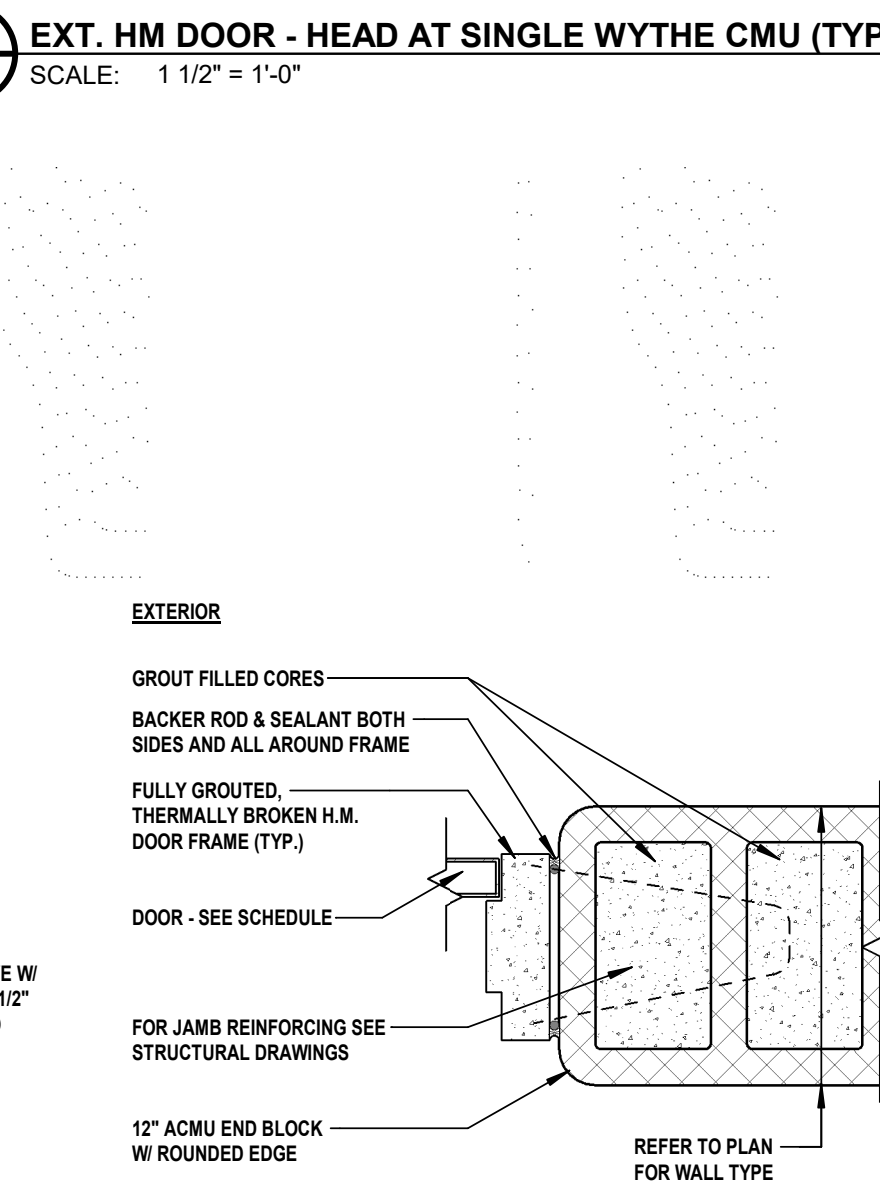 EXT. HM DOOR - HEAD AT SINGLE WYTHE CMU (TYP
SCALE: 1 1/2" = 1'-0"
EXTERIOR
GROUT FILLED CORES
BACKER ROD & SEALANT BOTH
SIDES AND ALL AROUND FRAME
FULLY GROUTED,
THERMALLY BROKEN H.M.
DOOR FRAME (TYP.)
DOOR - SEE SCHEDULE
E W/
1/2"
)
FOR JAMB REINFORCING SEE
STRUCTURAL DRAWINGS
12" ACMU END BLOCK
W/ ROUNDED EDGE
REFER TO PLAN
FOR WALL TYPE